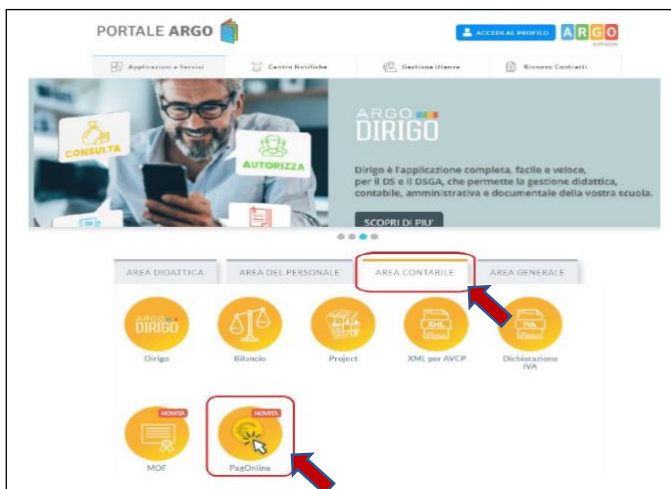 PORTALE ARGO
ACCEDI AL PROFILO
ARGO
software
Applicazioni e Servizi
Centro Notifiche
Gestione Utenze
Rinnovo Contratti
CONSULTA
AUTORIZZA
ARGO
DIRIGO
Dirigo è l'applicazione completa, facile e veloce,
per il DS e il DSGA, che permette la gestione didattica,
contabile, amministrativa e documentale della vostra scuola.
SCOPRI DI PIU'
AREA DIDATTICA
AREA DEL PERSONALE
AREA CONTABILE
AREA GENERALE
ARGO
DIRIGO
XML
IVA
Dirigo
Bilancio
Project
XML per AVCP
Dichiarazione
IVA
NOVITÀ
NOVITÀ
MOF
PagOnline